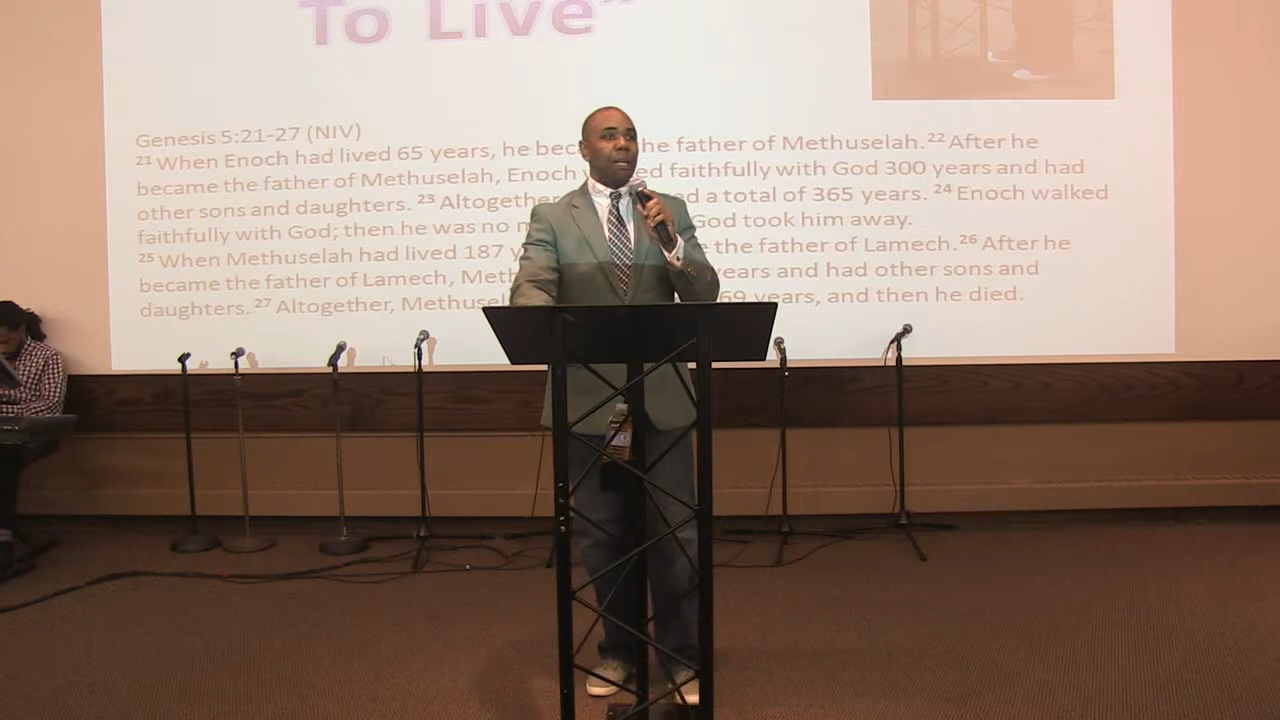 To Live"
Genesis 5:21-27 (NIV)
21 When Enoch had lived 65 years, he bec the father of Methuselah. 22 After he
became the father of Methuselah, Enoch ed faithfully with God 300 years and had
other sons and daughters. 23 Altogether d a total of 365 years. 24 Enoch walked
faithfully with God; then he was no m God took him away.
25 When Methuselah had lived 187 y the father of Lamech. 26 After he
became the father of Lamech, Meth years and had other sons and
daughters. 27 Altogether, Methusel 69 years, and then he died.